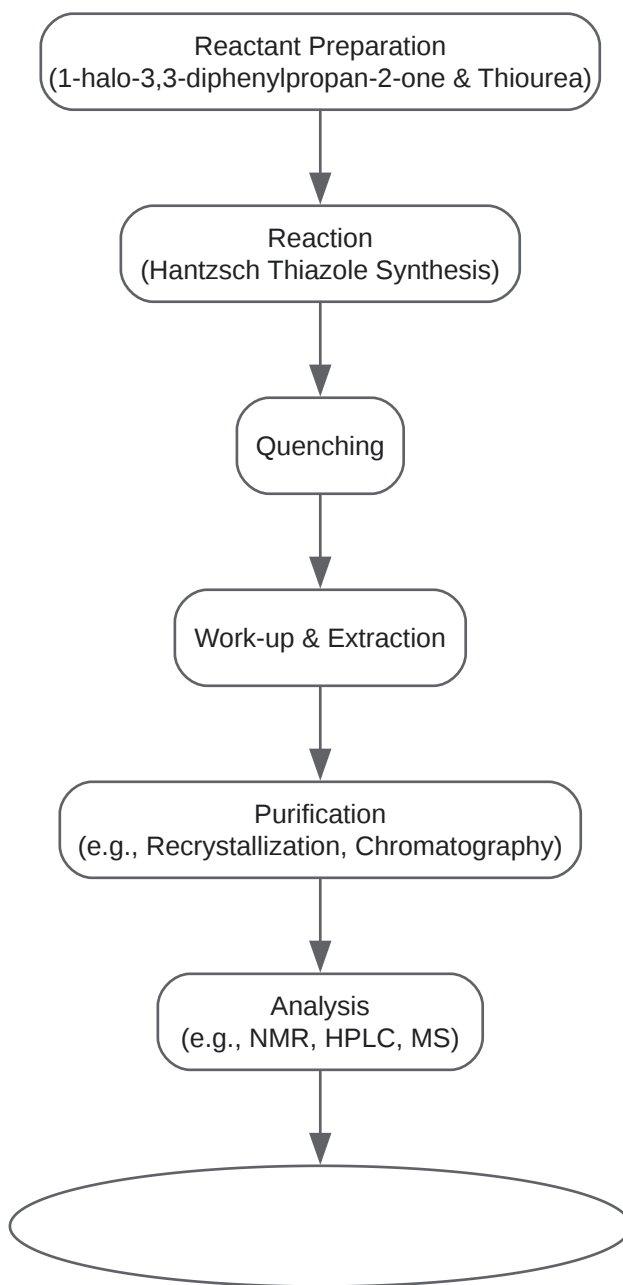 Reactant Preparation
(1-halo-3,3-diphenylpropan-2-one & Thiourea)
Reaction
(Hantzsch Thiazole Synthesis)
Quenching
Work-up & Extraction
Purification
(e.g., Recrystallization, Chromatography)
Analysis
(e.g., NMR, HPLC, MS)